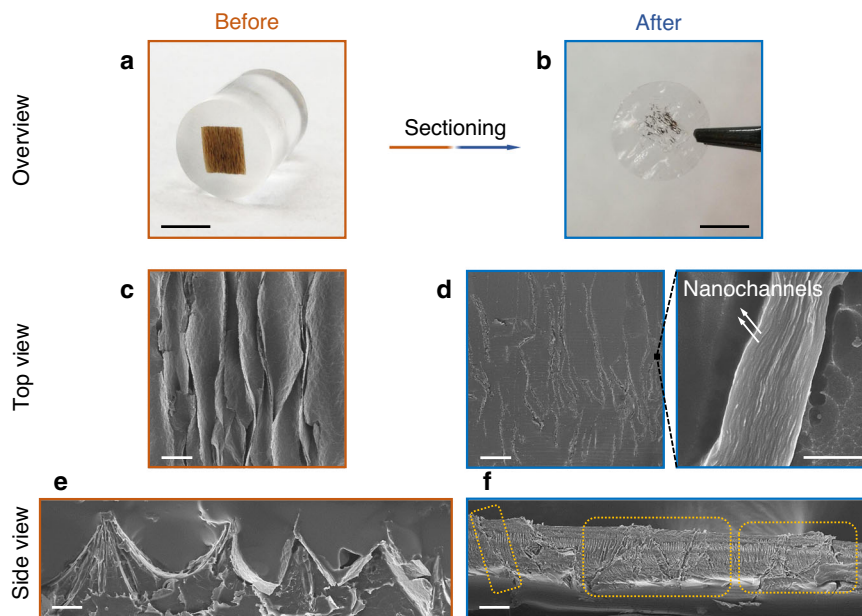 Before
After
Overview
a
b
Sectioning
Top view
c
d
Nanochannels
Side view
e
f